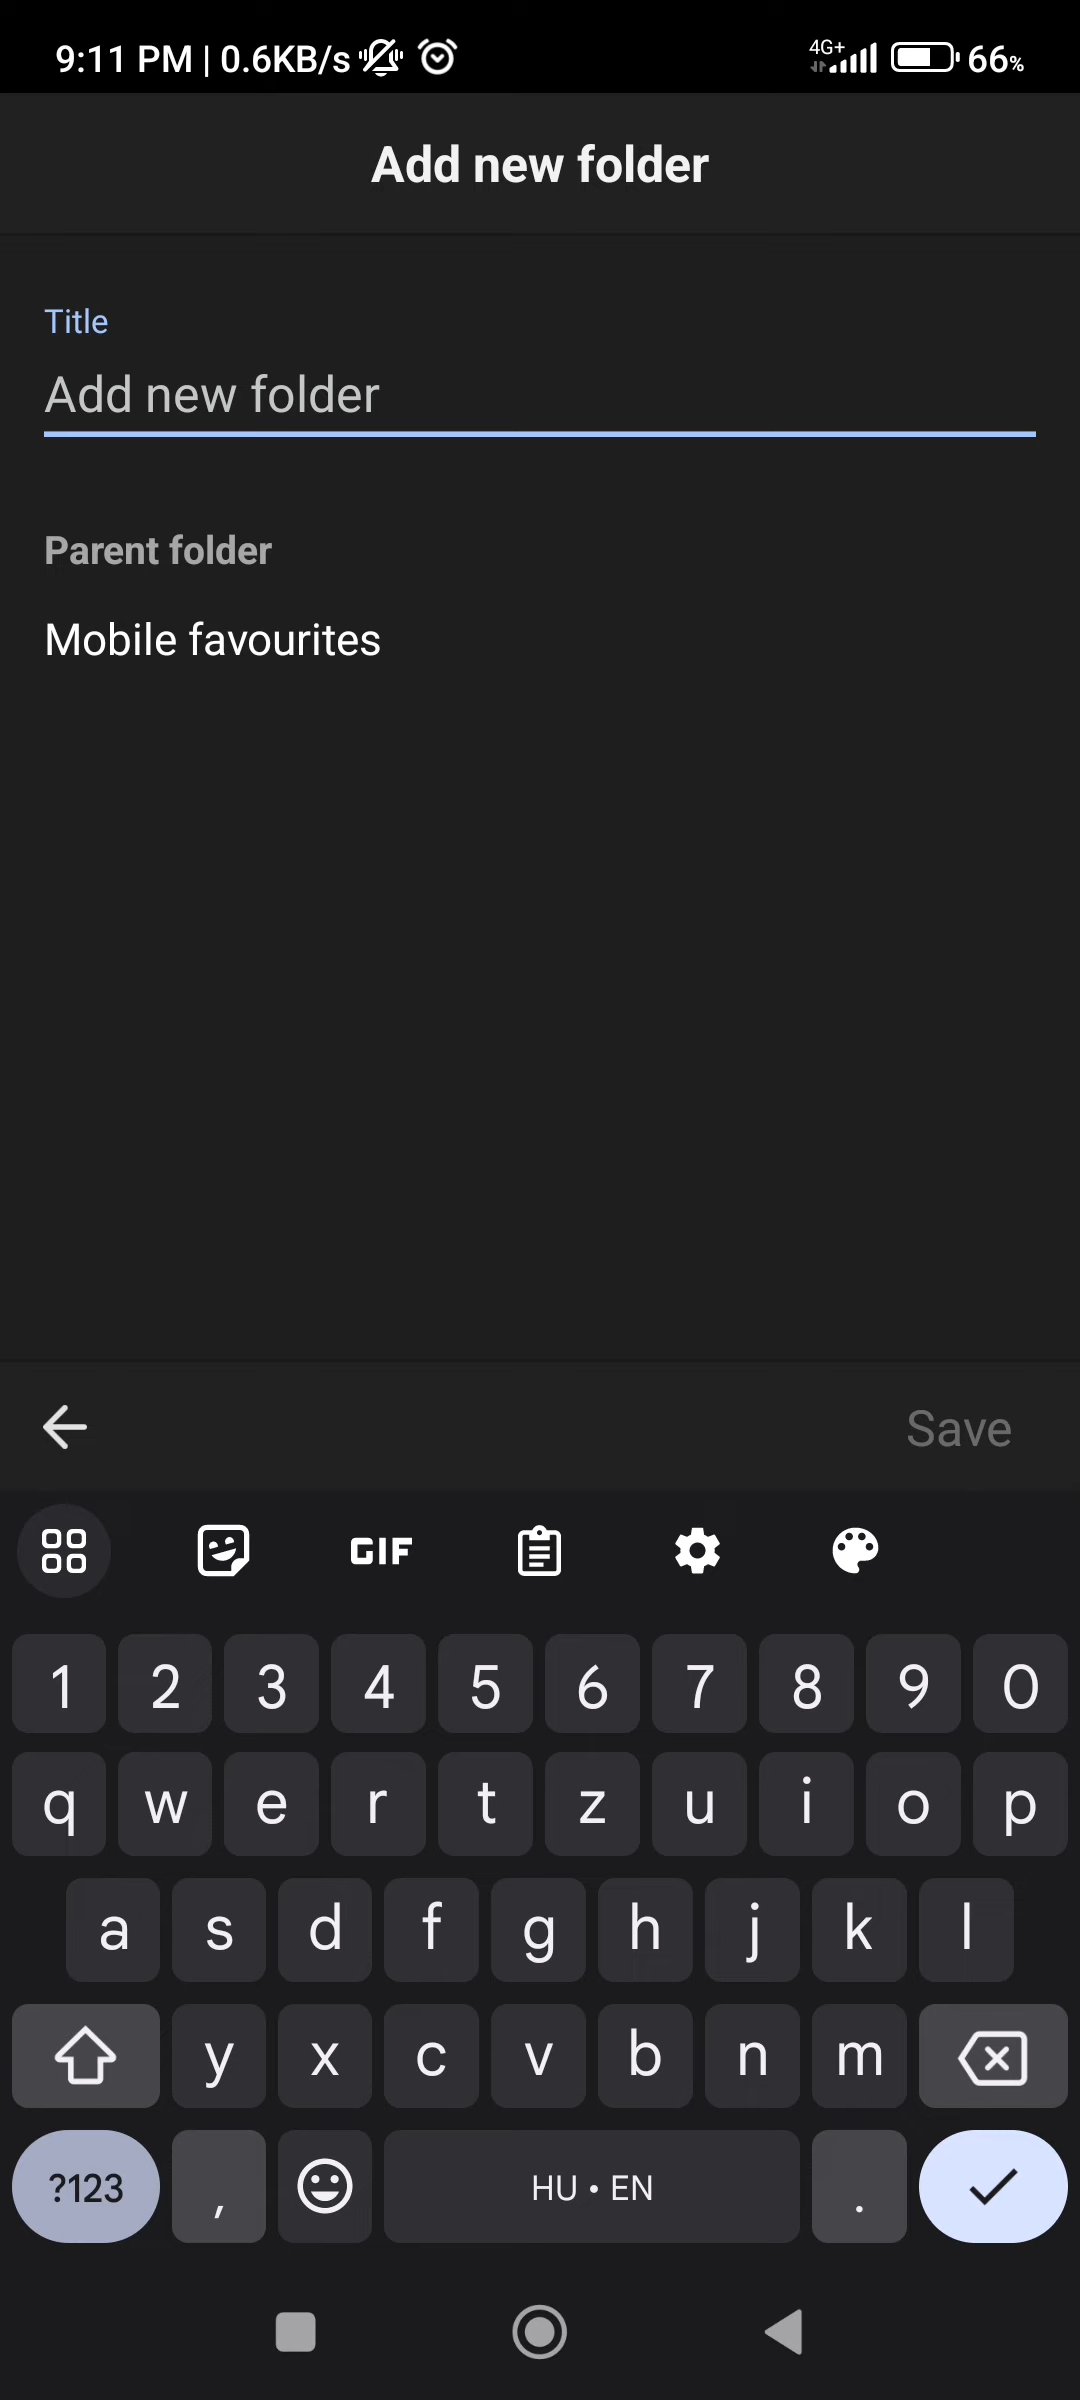 9:11 PM | 0.6KB/s 4G+ 66%
Add new folder
Title
Add new folder
Parent folder
Mobile favourites
Save
GIF
1 2 3 4 5 6 7 8 9 0
q w e r t z u i o p
a s d f g h j k l
y x c v b n m
?123 , HU • EN .